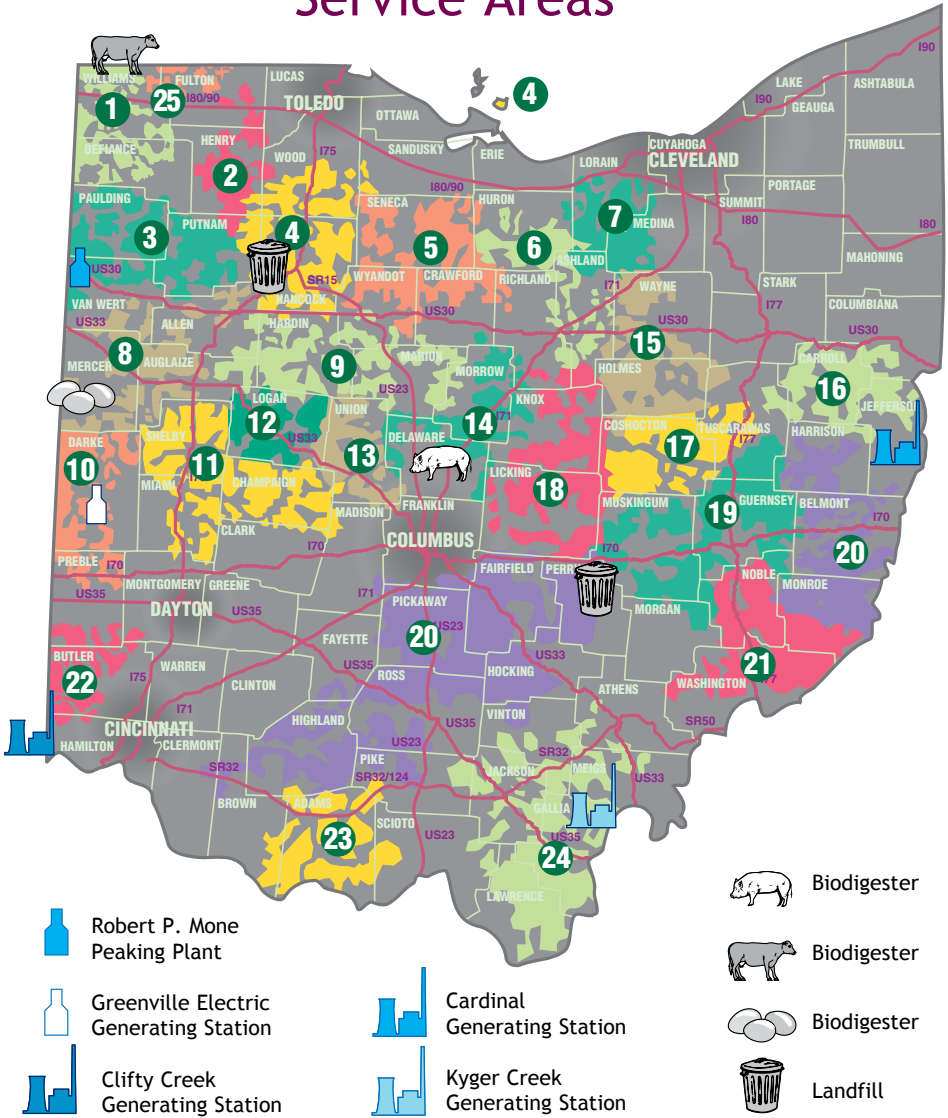 Service Areas
I90
LAKE
ASHTABULA
WILLIAMS
FULTON
LUCAS
4
I90
GEAUGA
1
25
I80/90
TOLEDO
OTTAWA
HENRY
I75
SANDUSKY
ERIE
CUYAHOGA
TRUMBULL
DEFIANCE
WOOD
LORAIN
CLEVELAND
2
I80/90
PORTAGE
PAULDING
SENECA
HURON
7
SUMMIT
PUTNAM
MEDINA
I80
I80
3
4
5
6
ASHLAND
MAHONING
US30
SR15
WYANDOT
CRAWFORD
RICHLAND
I71
WAYNE
STARK
VAN WERT
HANCOCK
US30
I77
COLUMBIANA
US33
ALLEN
HARDIN
US30
US30
8
15
MERCER
AUGLAIZE
9
MARION
MORROW
HOLMES
CARROLL
US23
16
LOGAN
UNION
KNOX
JEFFERSO
12
14
I71
COSHOCTON
TUSCARAWAS
DARKE
SHELBY
US33
DELAWARE
17
I77
HARRISON
10
11
13
MIAMI
CHAMPAIGN
LICKING
18
MUSKINGUM
GUERNSEY
BELMONT
MADISON
FRANKLIN
19
I70
CLARK
COLUMBUS
PREBLE
I70
I70
I70
20
FAIRFIELD
PERR
NOBLE
MONROE
US35
MONTGOMERY
GREENE
I71
PICKAWAY
MORGAN
DAYTON
US35
US23
FAYETTE
20
BUTLER
WARREN
US35
ROSS
HOCKING
US33
21
22
I75
CLINTON
ATHENS
WASHINGTON
I77
I71
HIGHLAND
VINTON
CINCINNATI
US35
SR50
HAMILTON
CLERMONT
US23
SR32
SR32
PIKE
JACKSON
MEIGS
SR32/124
US33
BROWN
ADAMS
GALLIA
SCIOTO
23
US23
US35
24
LAWRENCE
Biodigester
Robert P. Mone
Peaking Plant
Biodigester
Greenville Electric
Generating Station
Cardinal
Generating Station
Biodigester
Clifty Creek
Generating Station
Kyger Creek
Generating Station
Landfill